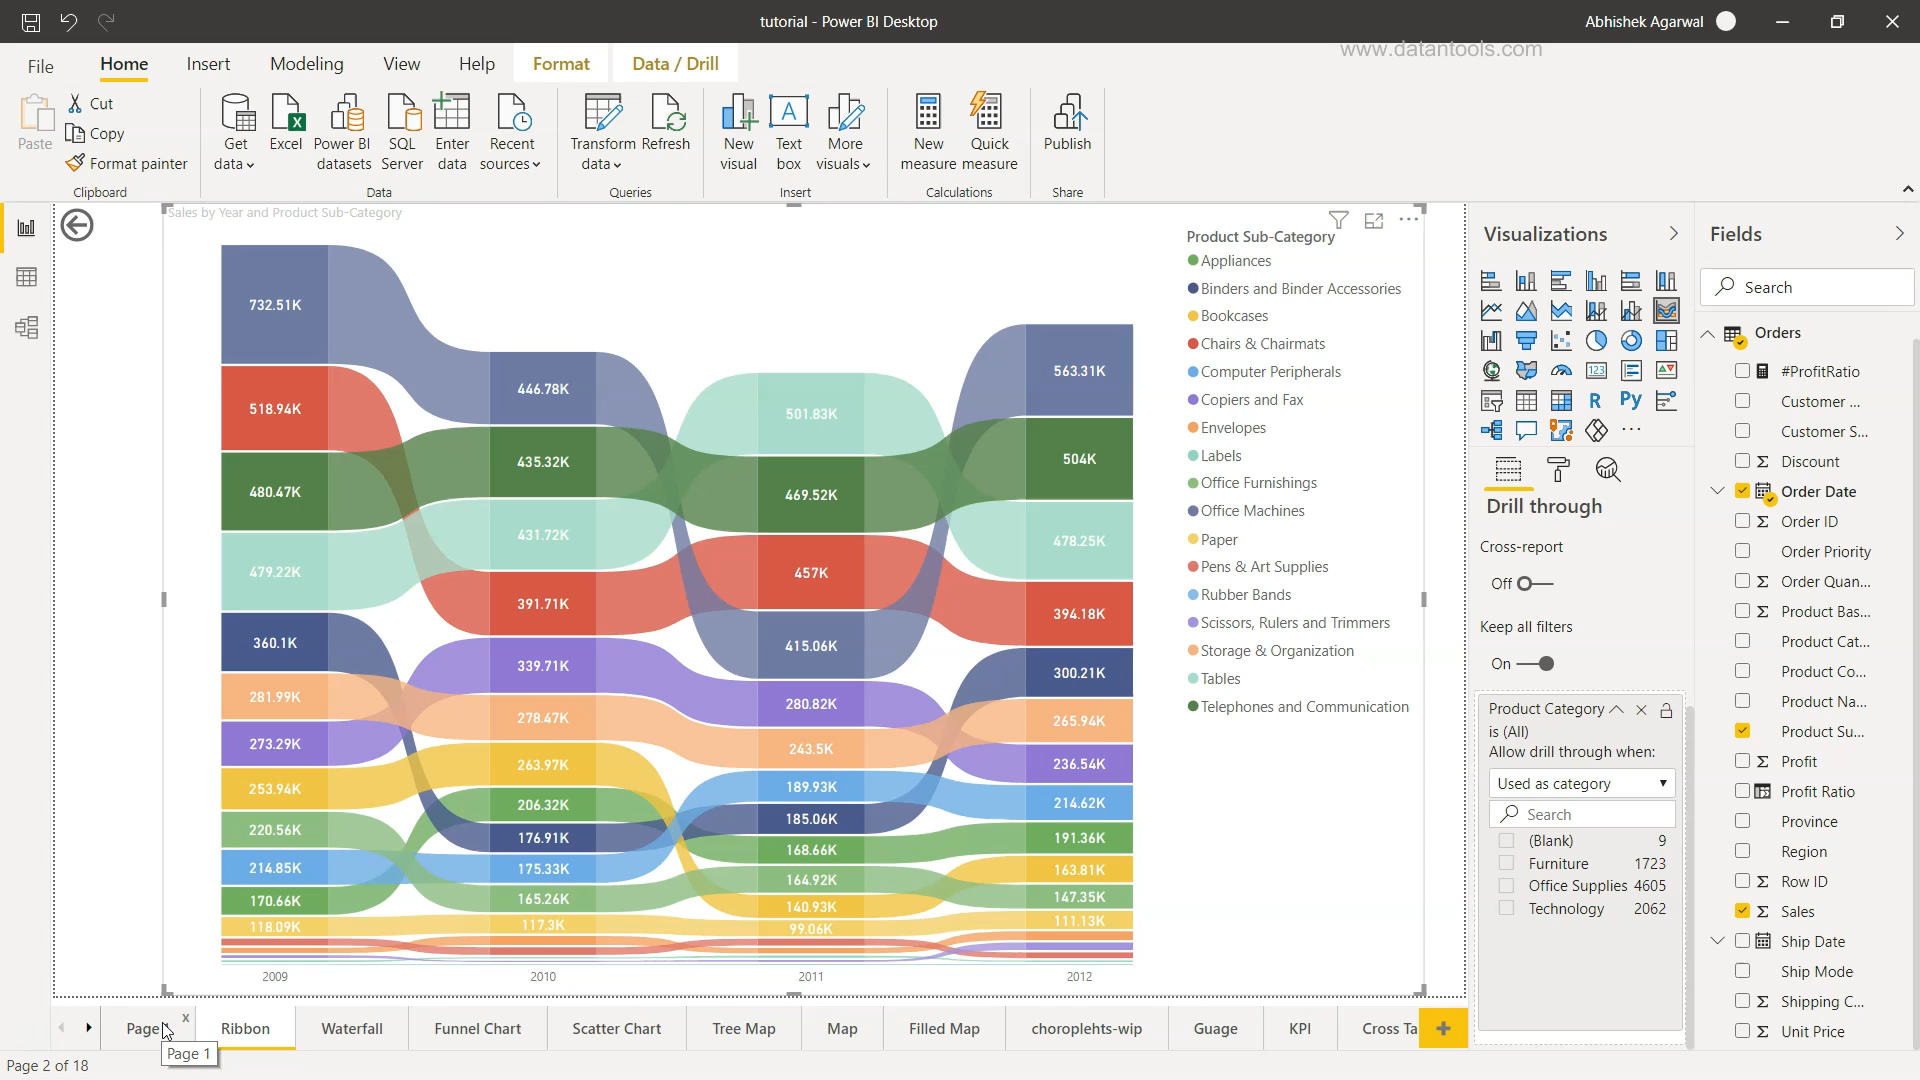 tutorial - Power BI Desktop
Abhishek Agarwal
www.datantools.com
File
Home
Insert
Modeling
View
Help
Format
Data / Drill
Paste
Cut
Copy
Format painter
Clipboard
Get data
Excel
Power BI datasets
SQL Server
Enter data
Recent sources
Data
Transform data
Refresh
Queries
New visual
A
Text box
More visuals
Insert
New measure
Quick measure
Calculations
Publish
Share
Sales by Year and Product Sub-Category
732.51K
518.94K
480.47K
479.22K
360.1K
281.99K
273.29K
253.94K
220.56K
214.85K
170.66K
118.09K
2009
446.78K
435.32K
431.72K
391.71K
339.71K
278.47K
263.97K
206.32K
176.91K
175.33K
165.26K
117.3K
2010
501.83K
469.52K
457K
415.06K
280.82K
243.5K
189.93K
185.06K
168.66K
164.92K
140.93K
99.06K
2011
563.31K
504K
478.25K
394.18K
300.21K
265.94K
236.54K
214.62K
191.36K
163.81K
147.35K
111.13K
2012
Product Sub-Category
Appliances
Binders and Binder Accessories
Bookcases
Chairs & Chairmats
Computer Peripherals
Copiers and Fax
Envelopes
Labels
Office Furnishings
Office Machines
Paper
Pens & Art Supplies
Rubber Bands
Scissors, Rulers and Trimmers
Storage & Organization
Tables
Telephones and Communication
Visualizations
123
R
Py
Drill through
Cross-report
Off
Keep all filters
On
Product Category
is (All)
Allow drill through when:
Used as category
Search
(Blank) 9
Furniture 1723
Office Supplies 4605
Technology 2062
Fields
Search
Orders
#ProfitRatio
Customer ...
Customer S...
Discount
Order Date
Order ID
Order Priority
Order Quan...
Product Bas...
Product Cat...
Product Co...
Product Na...
Product Su...
Profit
Profit Ratio
Province
Region
Row ID
Sales
Ship Date
Ship Mode
Shipping C...
Unit Price
Page 1
Ribbon
Waterfall
Funnel Chart
Scatter Chart
Tree Map
Map
Filled Map
choroplents-wip
Guage
KPI
Cross Ta
Page 1
Page 2 of 18